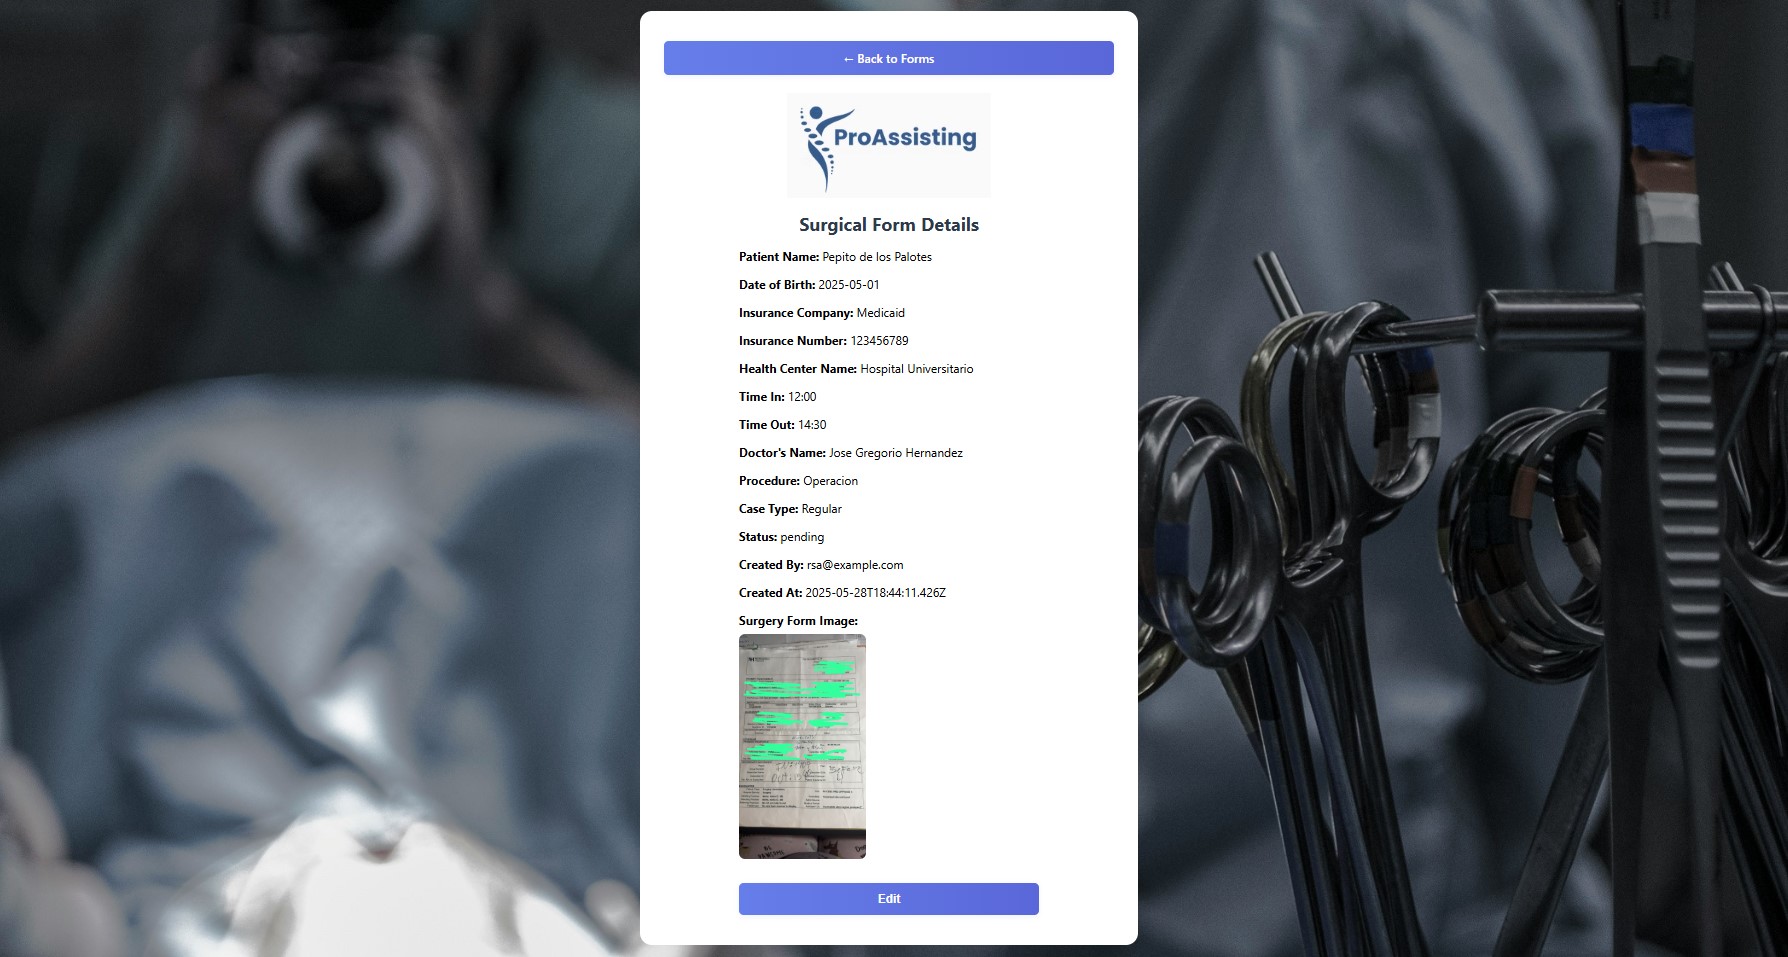 ← Back to Forms
ProAssisting
Surgical Form Details
Patient Name: Pepito de los Palotes
Date of Birth: 2025-05-01
Insurance Company: Medicaid
Insurance Number: 123456789
Health Center Name: Hospital Universitario
Time In: 12:00
Time Out: 14:30
Doctor's Name: Jose Gregorio Hernandez
Procedure: Operacion
Case Type: Regular
Status: pending
Created By: rsa@example.com
Created At: 2025-05-28T18:44:11.426Z
Surgery Form Image:
Edit